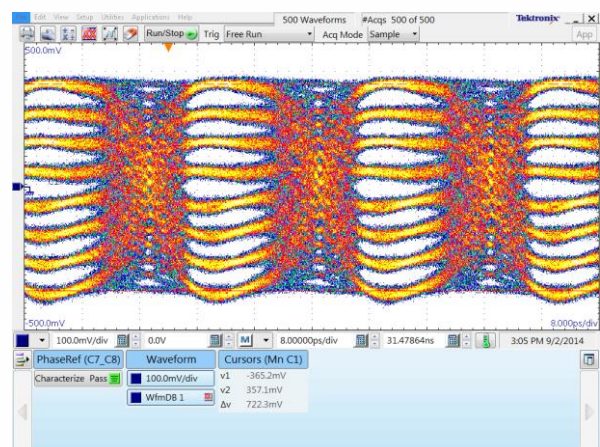 File Edit View Setup Utilities Applications Help 500 Waveforms #Acqs 500 of 500 Tektronix
Run/Stop Trig Free Run Acq Mode Sample App
500.0mV
-500.0mV 8.000ps/div
100.0mV/div 0.0V M 8.00000ps/div 31.47864ns 3:05 PM 9/2/2014
PhaseRef (C7_C8) Waveform Cursors (Mn C1)
Characterize Pass 100.0mV/div v1 -365.2mV
WfmDB 1 v2 357.1mV
Δv 722.3mV